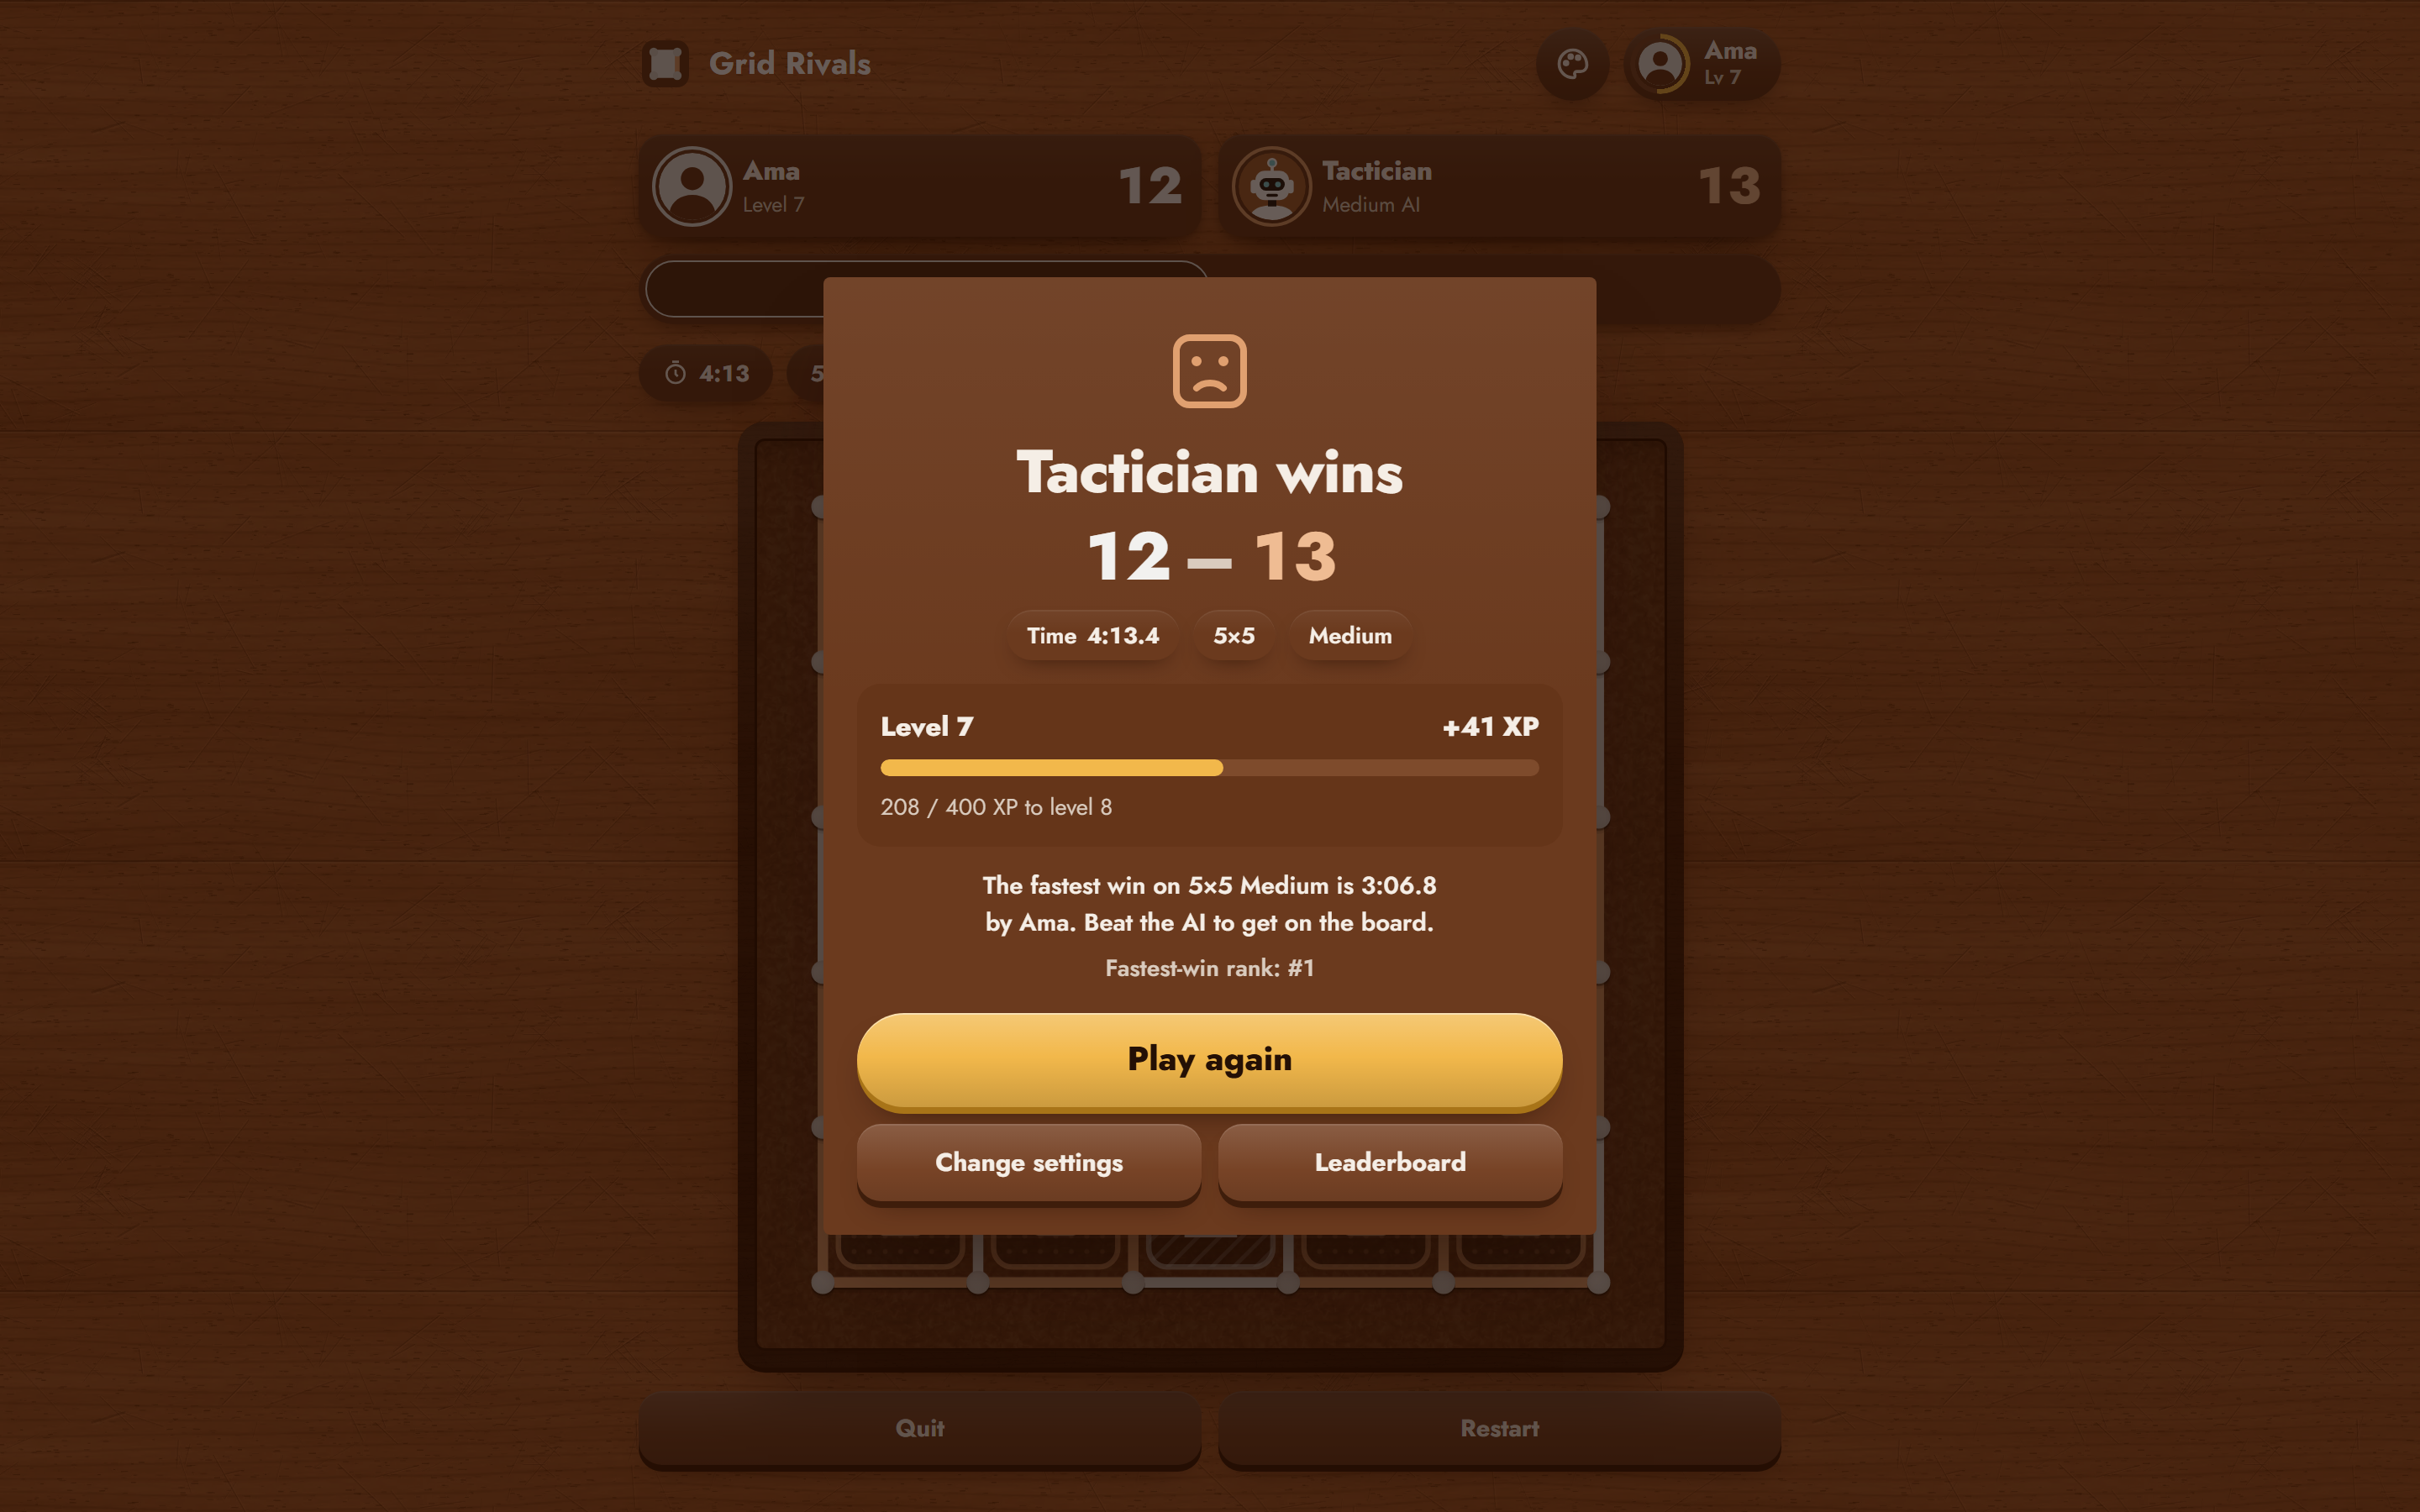 Grid Rivals
Ama
Lv 7
Ama
Level 7
12
Tactician
Medium AI
13
4:13
5
Tactician wins
12 – 13
Time 4:13.4
5×5
Medium
Level 7
+41 XP
208 / 400 XP to level 8
The fastest win on 5×5 Medium is 3:06.8
by Ama. Beat the AI to get on the board.
Fastest-win rank: #1
Play again
Change settings
Leaderboard
Quit
Restart